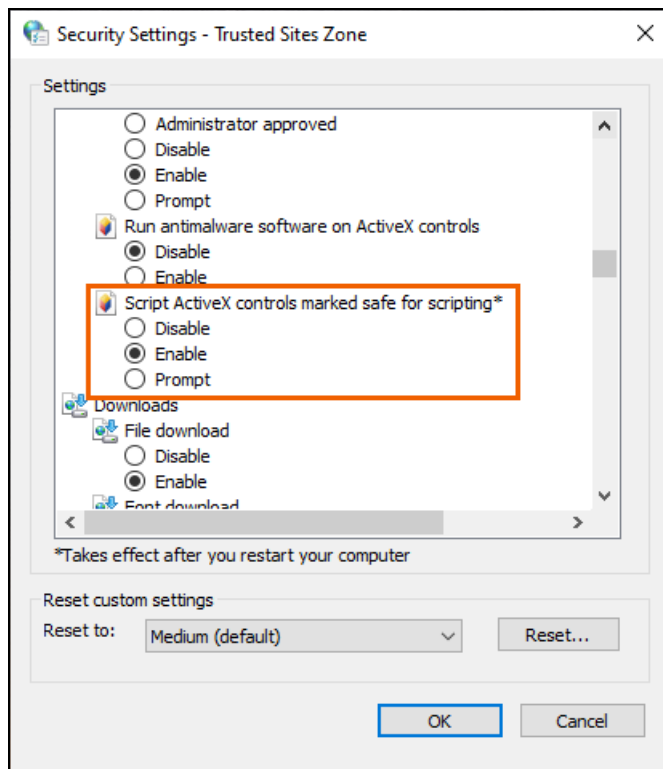 Security Settings - Trusted Sites Zone
Settings
Administrator approved
Disable
Enable
Prompt
Run antimalware software on ActiveX controls
Disable
Enable
Script ActiveX controls marked safe for scripting*
Disable
Enable
Prompt
Downloads
File download
Disable
Enable
Font download
*Takes effect after you restart your computer
Reset custom settings
Reset to: Medium (default) Reset...
OK Cancel